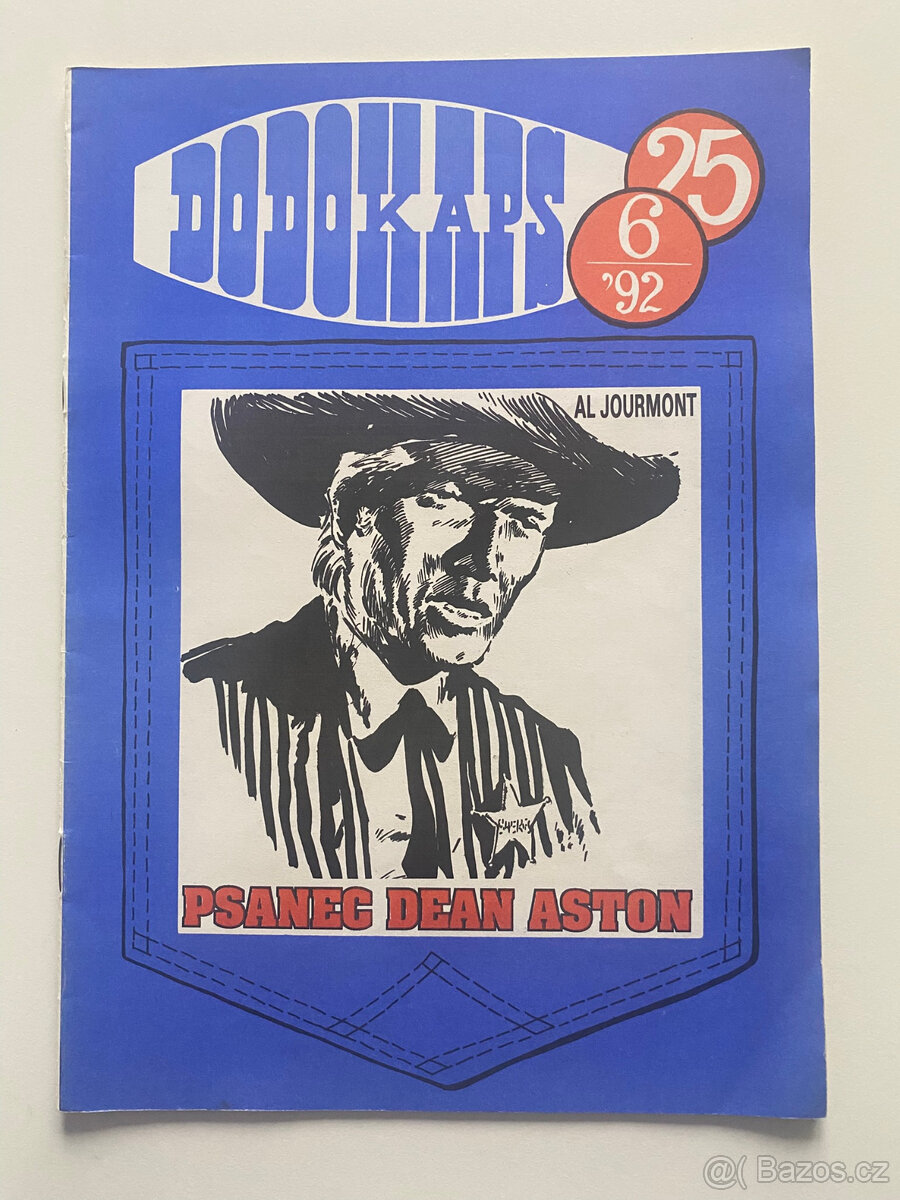 DODOKAPS
25
6
'92
AL JOURMONT
SHERIFF
PSANEC DEAN ASTON
@( Bazos.cz